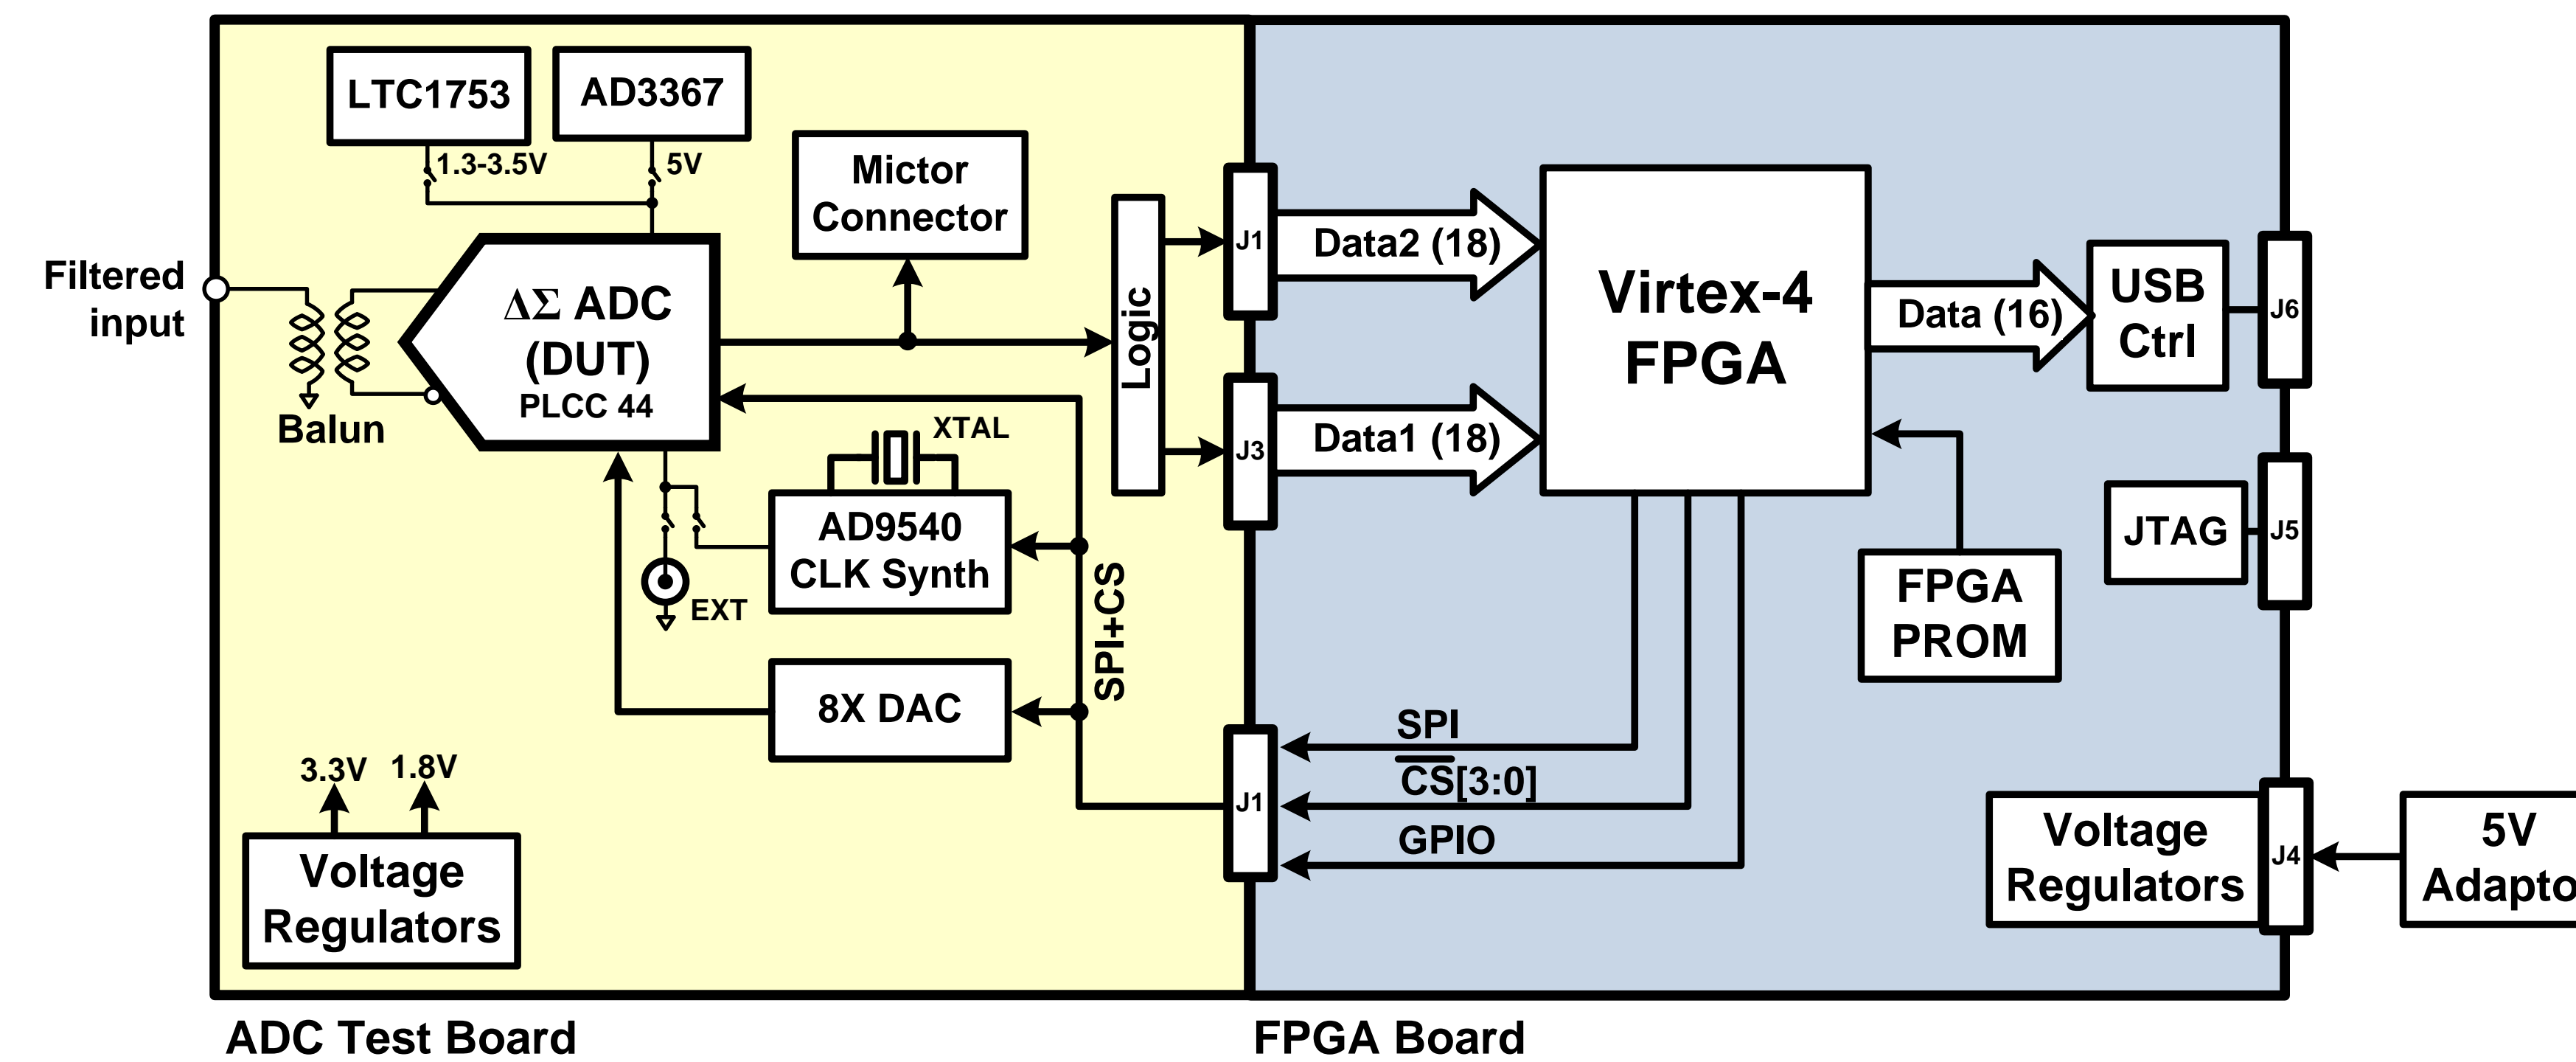 LTC1753
AD3367
1.3-3.5V
5V
Mictor
Connector
Filtered
input
Balun
ΔΣ ADC
(DUT)
PLCC 44
Logic
XTAL
AD9540
CLK Synth
EXT
SPI+CS
8X DAC
3.3V
1.8V
Voltage
Regulators
ADC Test Board
J1
J3
J1
Data2 (18)
Data1 (18)
Virtex-4
FPGA
Data (16)
USB
Ctrl
J6
JTAG
J5
FPGA
PROM
SPI
CS[3:0]
GPIO
Voltage
Regulators
J4
5V
Adapto
FPGA Board